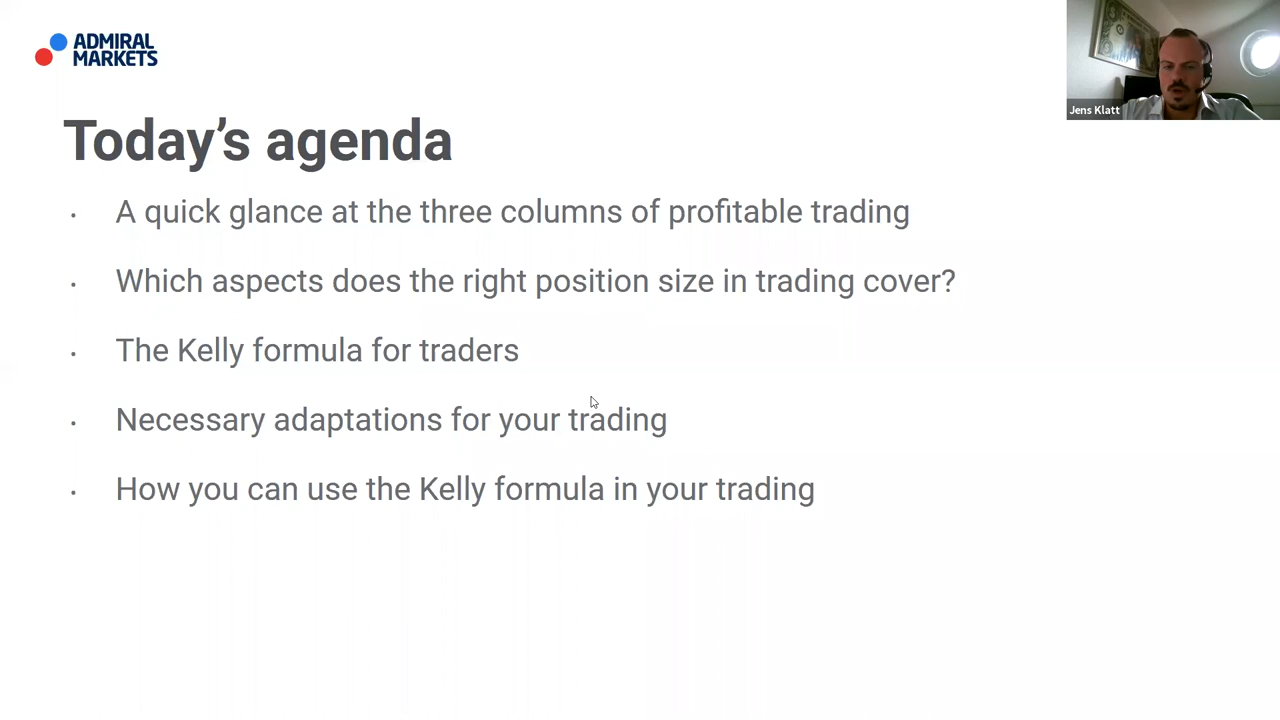 ADMIRAL
MARKETS
Jens Klatt
Today's agenda
· A quick glance at the three columns of profitable trading
· Which aspects does the right position size in trading cover?
· The Kelly formula for traders
· Necessary adaptations for your trading
· How you can use the Kelly formula in your trading